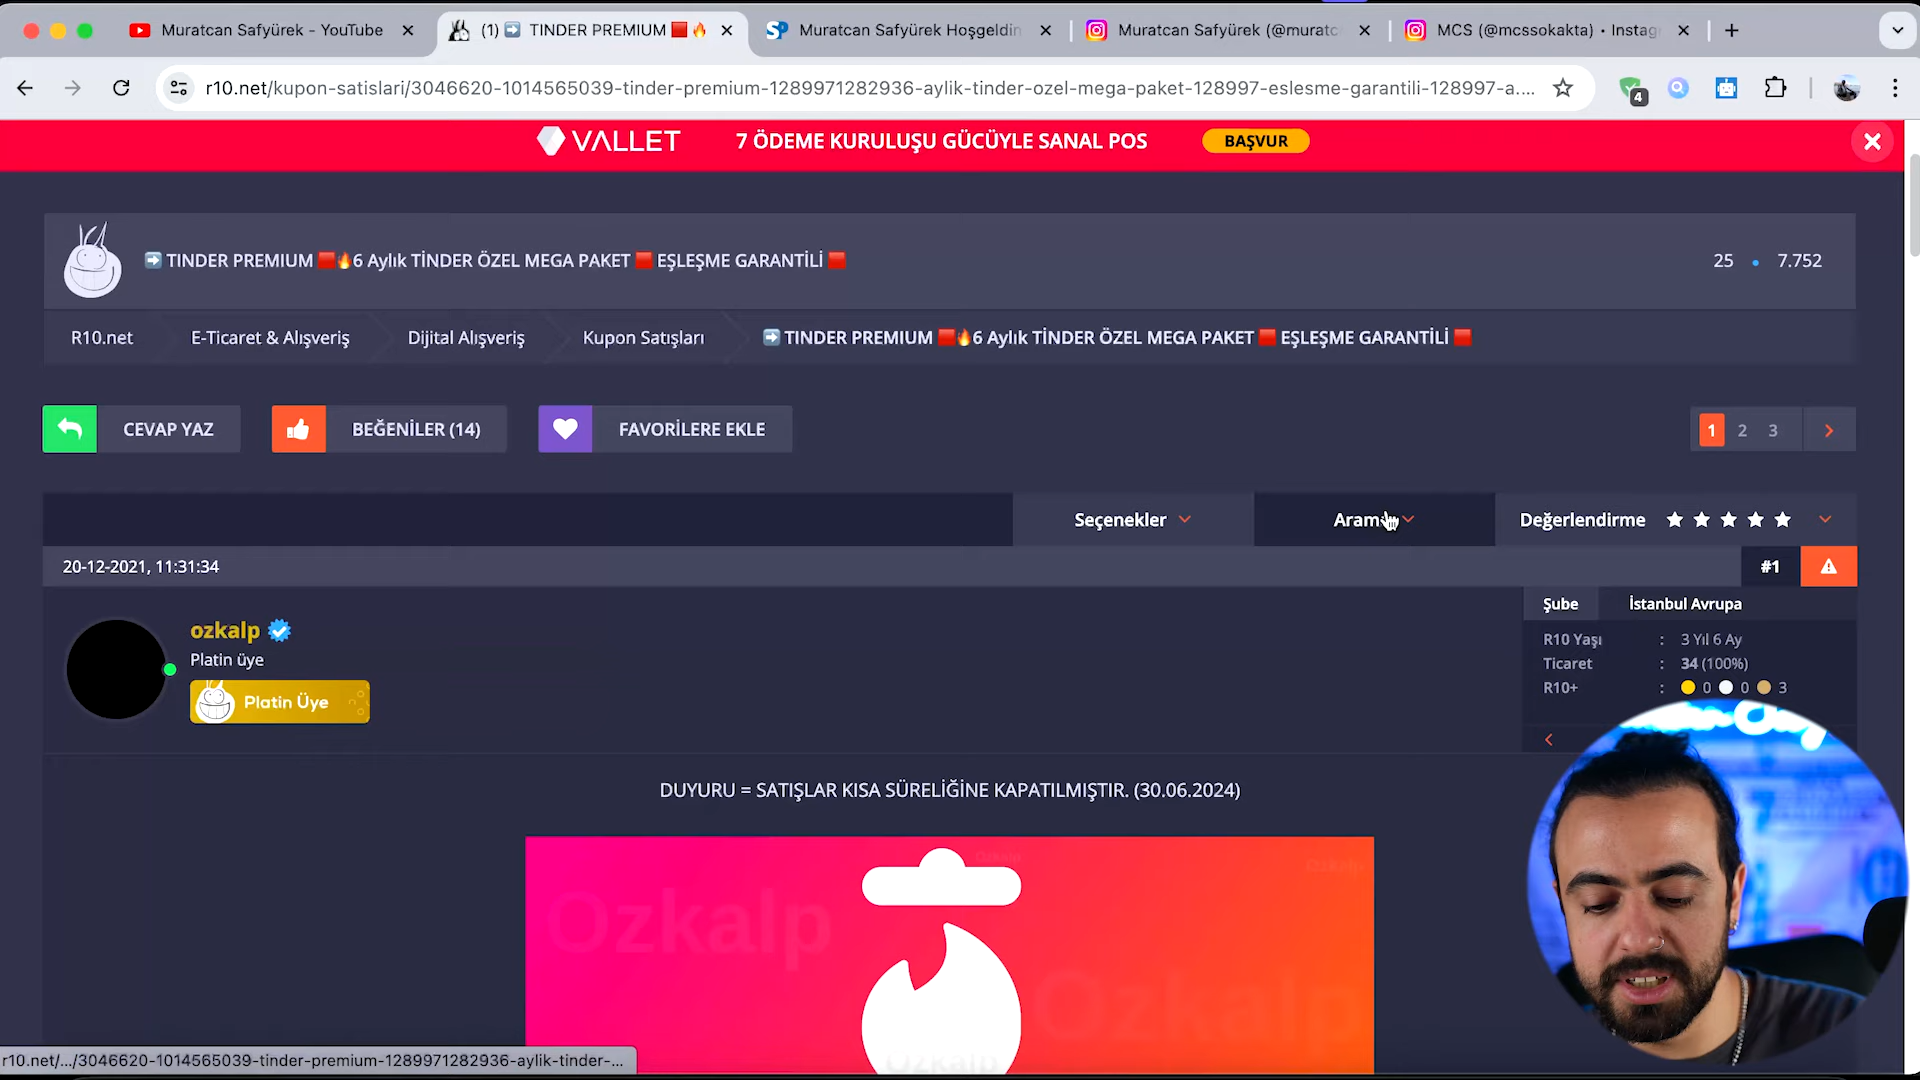 Muratcan Safyürek - YouTube
(1) ➡️ TINDER PREMIUM 🟥🔥
Muratcan Safyürek Hoşgeldin
Muratcan Safyürek (@muratc
MCS (@mcssokakta) • Instag
r10.net/kupon-satislari/3046620-1014565039-tinder-premium-1289971282936-aylik-tinder-ozel-mega-paket-128997-eslesme-garantili-128997-a....
4
VALLET
7 ÖDEME KURULUŞU GÜCÜYLE SANAL POS
BAŞVUR
➡️ TINDER PREMIUM 🟥🔥6 Aylık TİNDER ÖZEL MEGA PAKET 🟥 EŞLEŞME GARANTİLİ 🟥
25 • 7.752
R10.net
E-Ticaret & Alışveriş
Dijital Alışveriş
Kupon Satışları
➡️ TINDER PREMIUM 🟥🔥6 Aylık TİNDER ÖZEL MEGA PAKET 🟥 EŞLEŞME GARANTİLİ 🟥
CEVAP YAZ
BEĞENİLER (14)
FAVORİLERE EKLE
1 2 3
Seçenekler
Değerlendirme ★ ★ ★ ★ ★
20-12-2021, 11:31:34
#1
ozkalp
Platin üye
Platin Üye
Şube
İstanbul Avrupa
R10 Yaşı : 3 Yıl 6 Ay
Ticaret : 34 (100%)
R10+ : 0 0 3
DUYURU = SATIŞLAR KISA SÜRELİĞİNE KAPATILMIŞTIR. (30.06.2024)
Ozkalp
Ozkalp
Ozkalp
Ozkalp
Ozkalp
r10.net/.../3046620-1014565039-tinder-premium-1289971282936-aylik-tinder-...